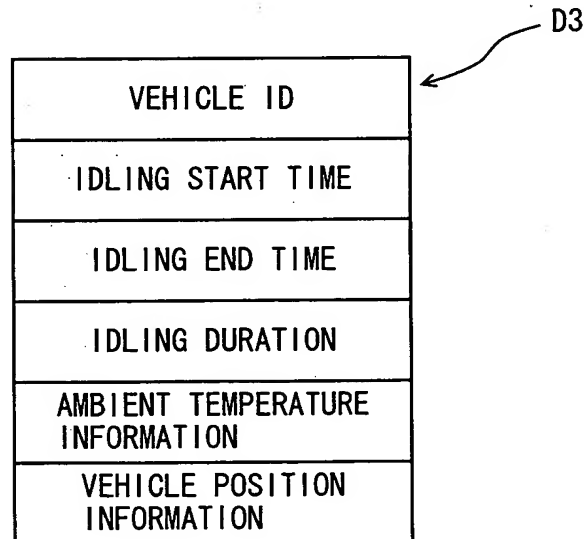 D3
VEHICLE ID
IDLING START TIME
IDLING END TIME
IDLING DURATION
AMBIENT TEMPERATURE
INFORMATION
VEHICLE POSITION
INFORMATION